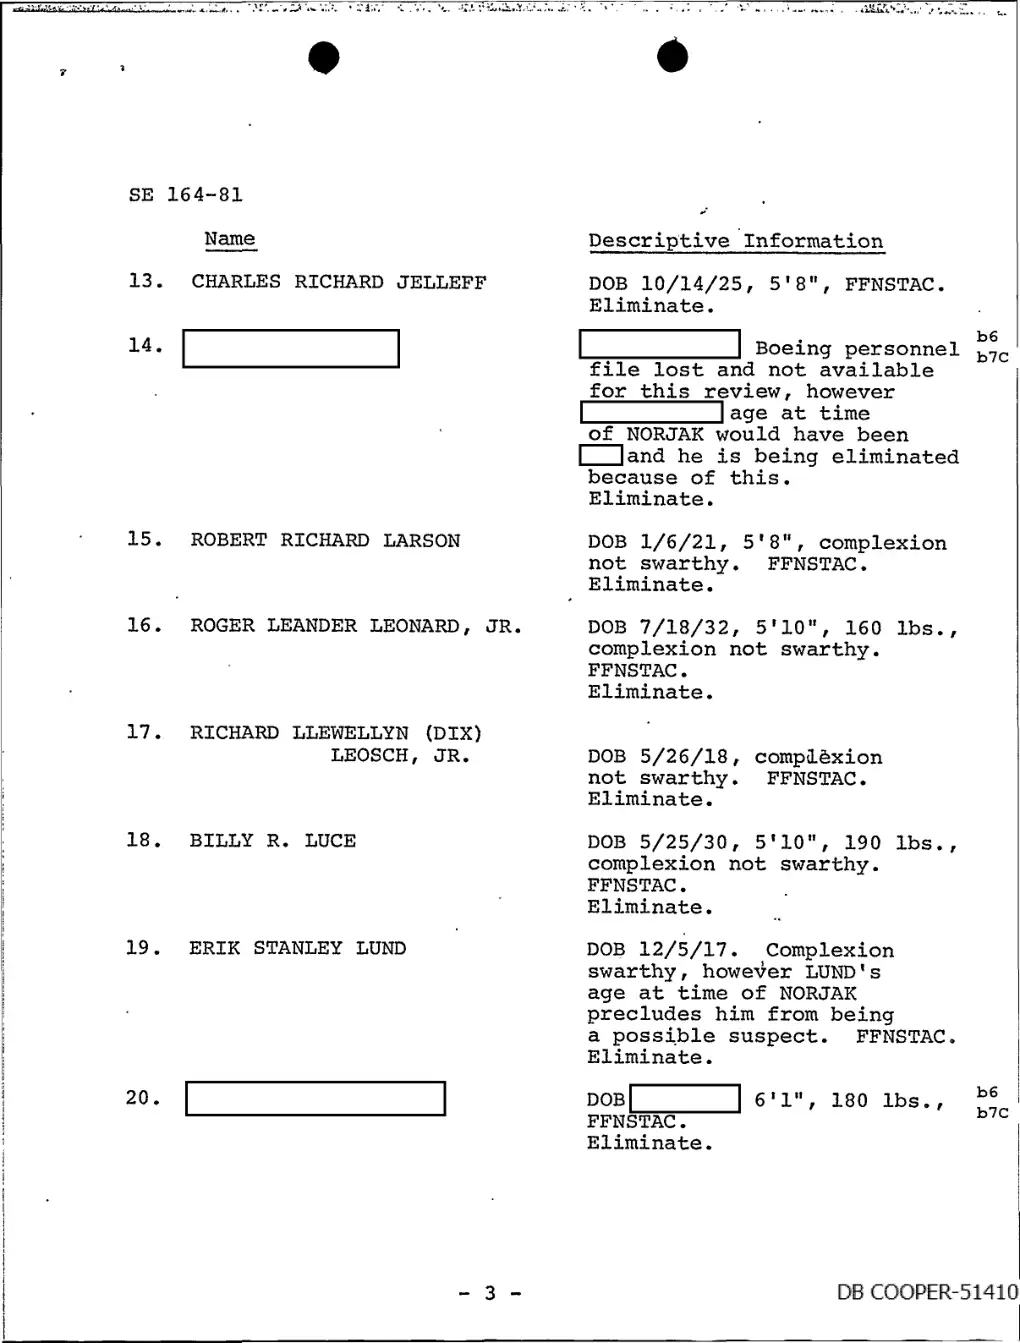 SE 164-81
Name
Descriptive Information
13. CHARLES RICHARD JELLEFF
DOB 10/14/25, 5'8", FFNSTAC.
Eliminate.
14.
Boeing personnel
file lost and not available
for this review, however
age at time
of NORJAK would have been
and he is being eliminated
because of this.
Eliminate.
b6
b7C
15. ROBERT RICHARD LARSON
DOB 1/6/21, 5'8", complexion
not swarthy. FFNSTAC.
Eliminate.
16. ROGER LEANDER LEONARD, JR.
DOB 7/18/32, 5'10", 160 lbs.,
complexion not swarthy.
FFNSTAC.
Eliminate.
17. RICHARD LLEWELLYN (DIX)
LEOSCH, JR.
DOB 5/26/18, complexion
not swarthy. FFNSTAC.
Eliminate.
18. BILLY R. LUCE
DOB 5/25/30, 5'10", 190 lbs.,
complexion not swarthy.
FFNSTAC.
Eliminate.
19. ERIK STANLEY LUND
DOB 12/5/17. Complexion
swarthy, however LUND's
age at time of NORJAK
precludes him from being
a possible suspect. FFNSTAC.
Eliminate.
20.
DOB 6'1", 180 lbs.,
FFNSTAC.
Eliminate.
b6
b7C
- 3 -
DB COOPER-51410